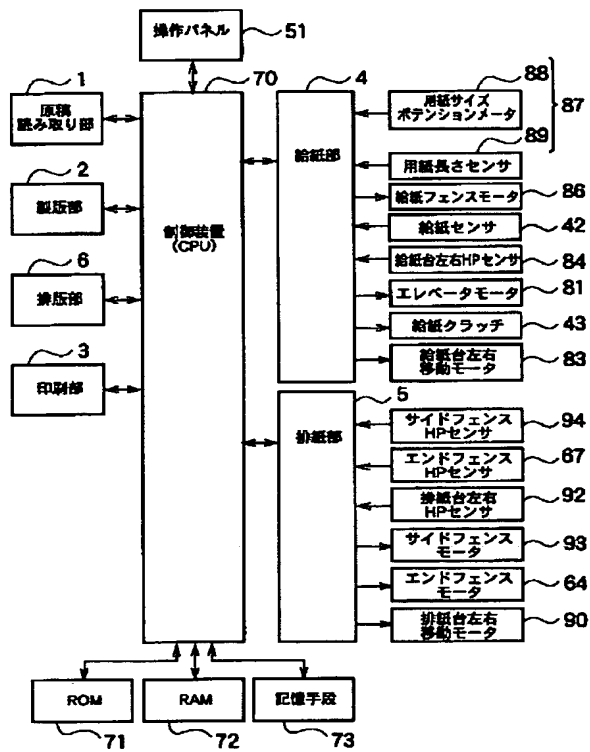 操作パネル
51
1
原稿
読み取り部
70
制御装置
(CPU)
4
給紙部
88
用紙サイズ
ポテンションメータ
87
89
用紙長さセンサ
給紙フェンスモータ
86
給紙センサ
42
給紙台左右HPセンサ
84
エレベータモータ
81
給紙クラッチ
43
給紙台左右
移動モータ
83
2
製版部
6
排版部
3
印刷部
5
排紙部
サイドフェンス
HPセンサ
94
エンドフェンス
HPセンサ
67
排紙台左右
HPセンサ
92
サイドフェンス
モータ
93
エンドフェンス
モータ
64
排紙台左右
移動モータ
90
ROM
71
RAM
72
記憶手段
73